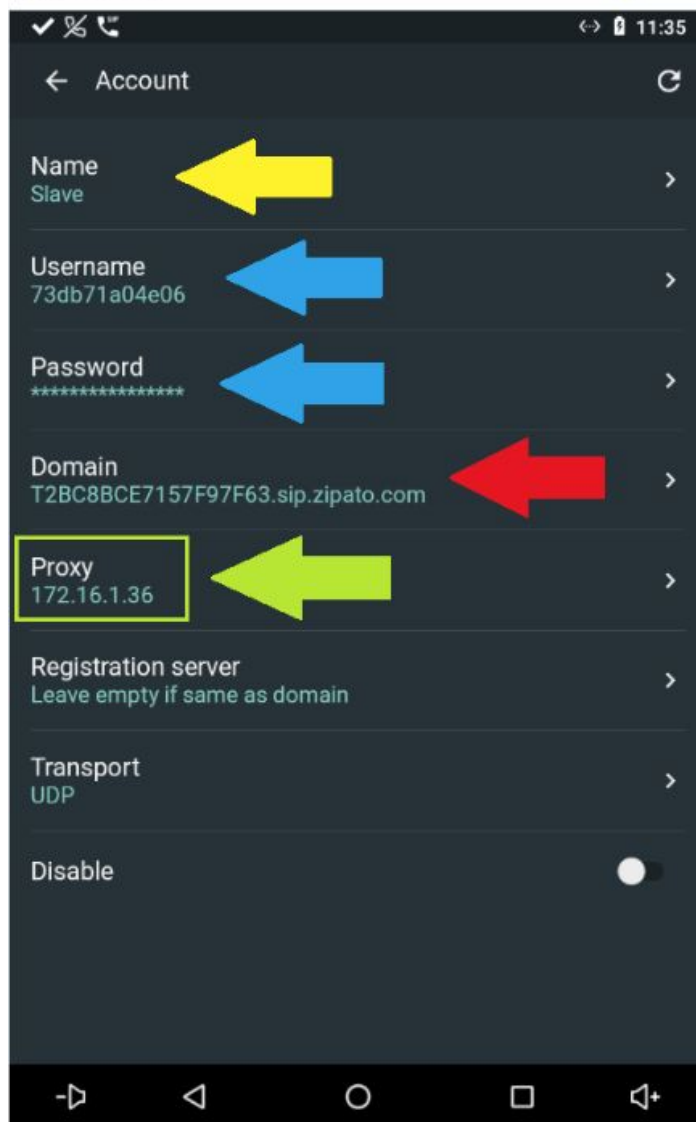 11:35
Account
Name
Slave
Username
73db71a04e06
Password
****************
Domain
T2BC8BCE7157F97F63.sip.zipato.com
Proxy
172.16.1.36
Registration server
Leave empty if same as domain
Transport
UDP
Disable